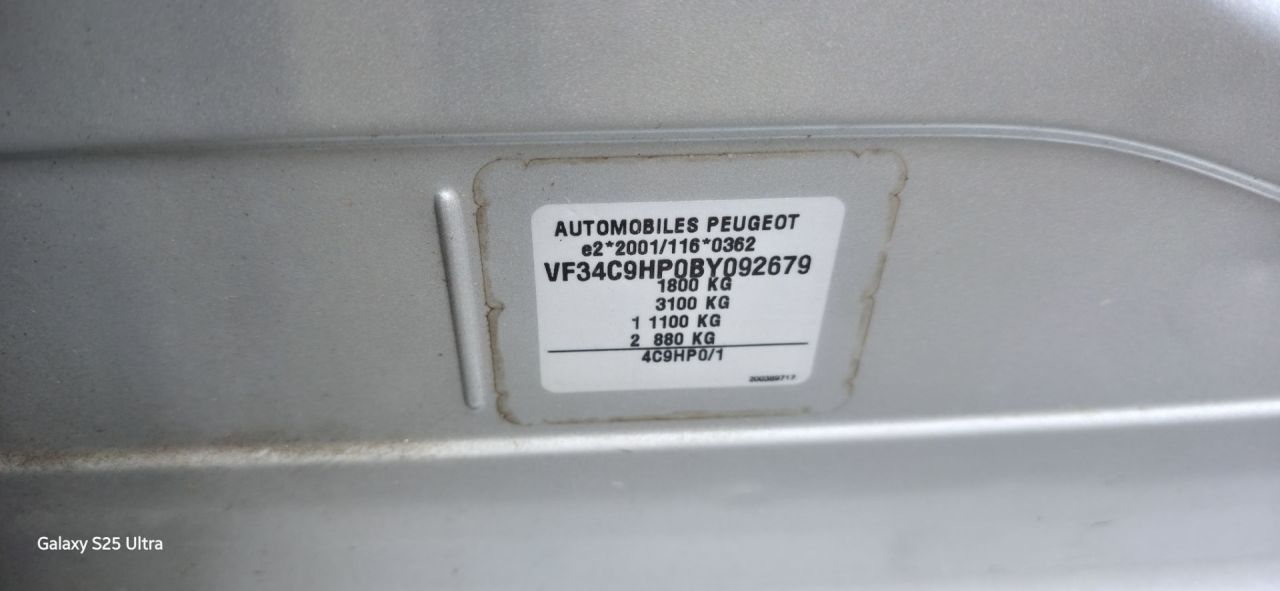 AUTOMOBILES PEUGEOT
e2*2001/116*0362
VF34C9HP0BY092679
1800 KG
3100 KG
1 1100 KG
2 880 KG
4C9HP0/1
Galaxy S25 Ultra